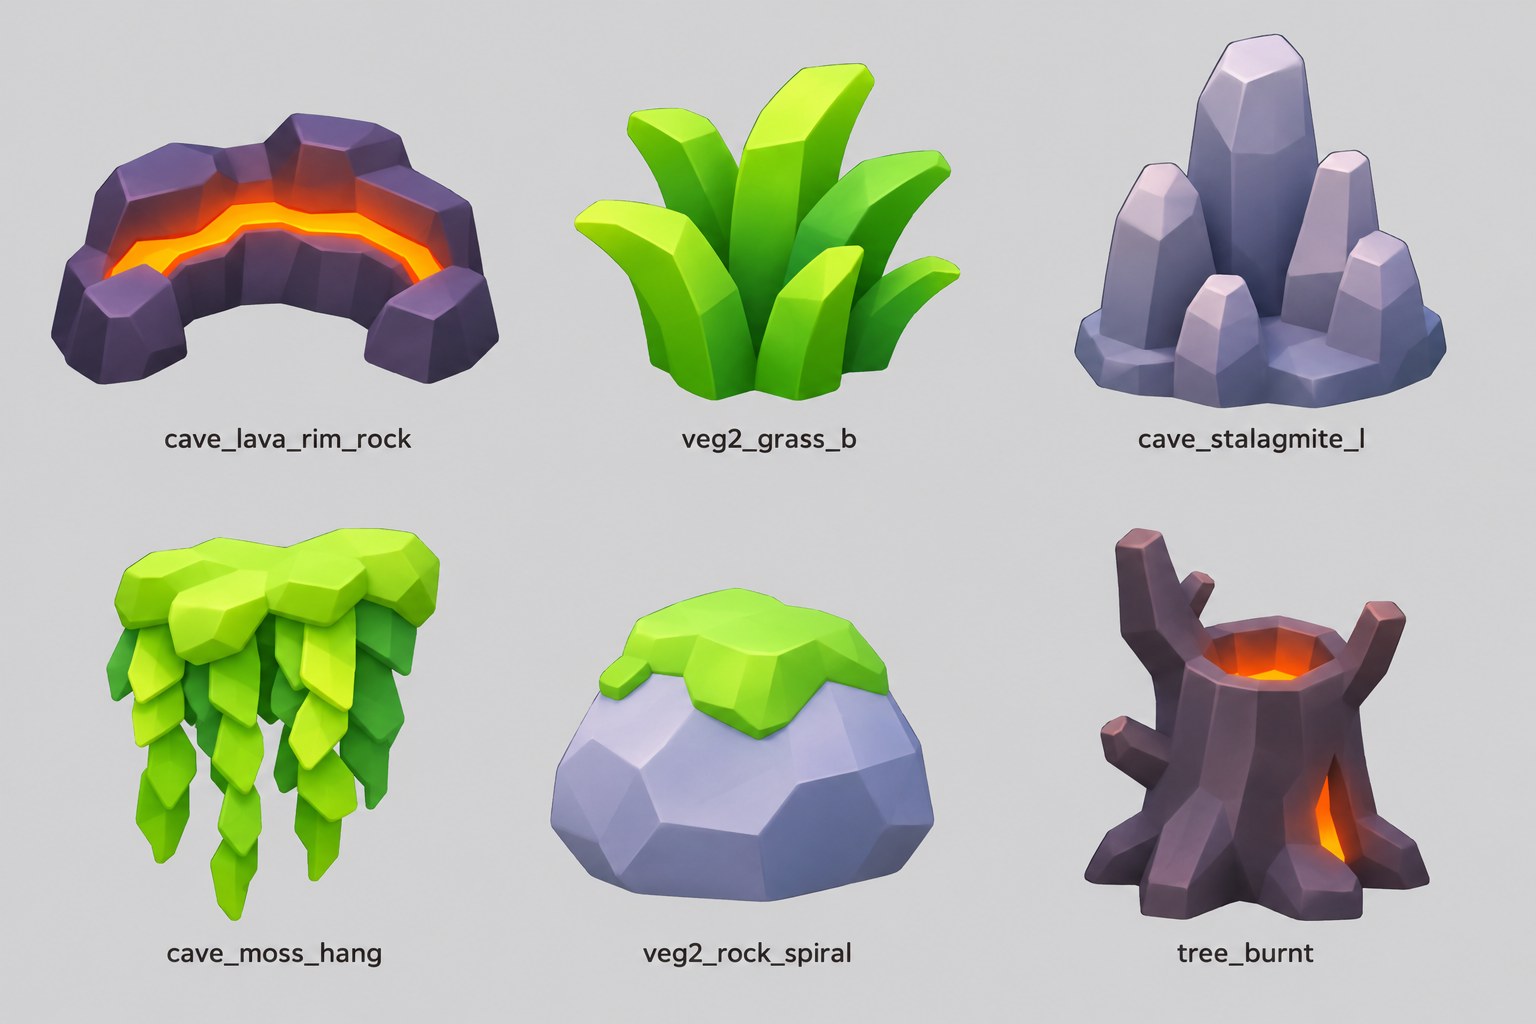 cave_lava_rim_rock
veg2_grass_b
cave_stalagmite_l
cave_moss_hang
veg2_rock_spiral
tree_burnt